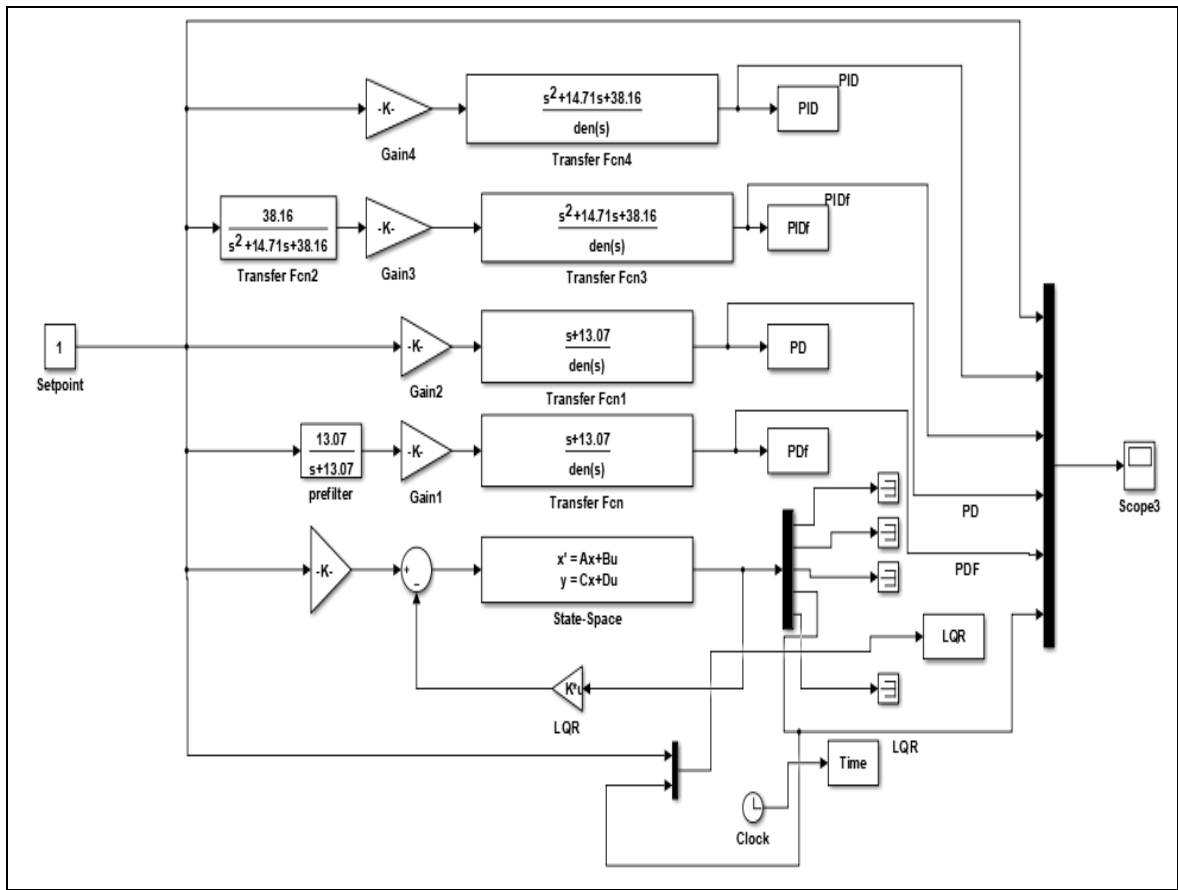 PID
s²+14.71s+38.16
-K-
PID
den(s)
Gain4
Transfer Fcn4
PIDf
38.16
s²+14.71s+38.16
-K-
s²+14.71s+38.16
den(s)
PIDf
Transfer Fcn2
Gain3
Transfer Fcn3
1
Setpoint
-K-
s+13.07
den(s)
PD
Gain2
Transfer Fcn1
13.07
s+13.07
-K-
s+13.07
den(s)
PDf
prefilter
Gain1
Transfer Fcn
Scope3
PD
PDF
-K-
+
–
x' = Ax+Bu
y = Cx+Du
State-Space
LQR
K*u
LQR
LQR
Time
Clock